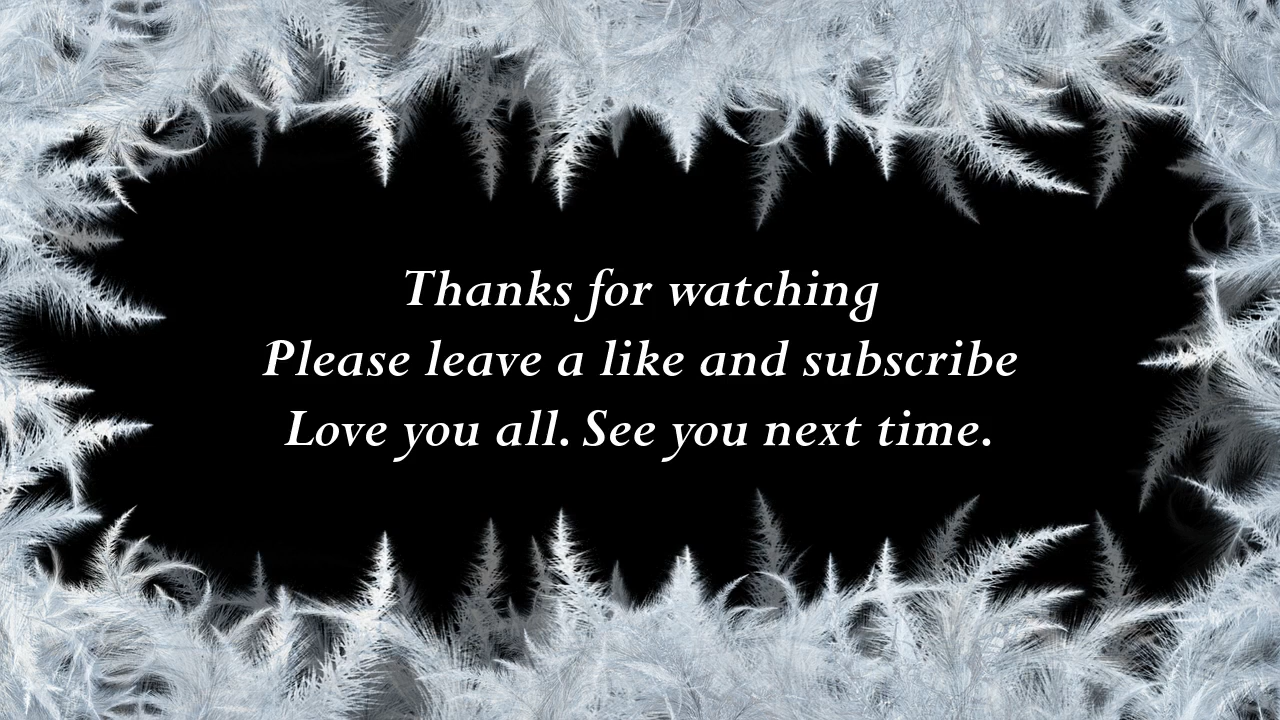 Thanks for watching
Please leave a like and subscribe
Love you all. See you next time.